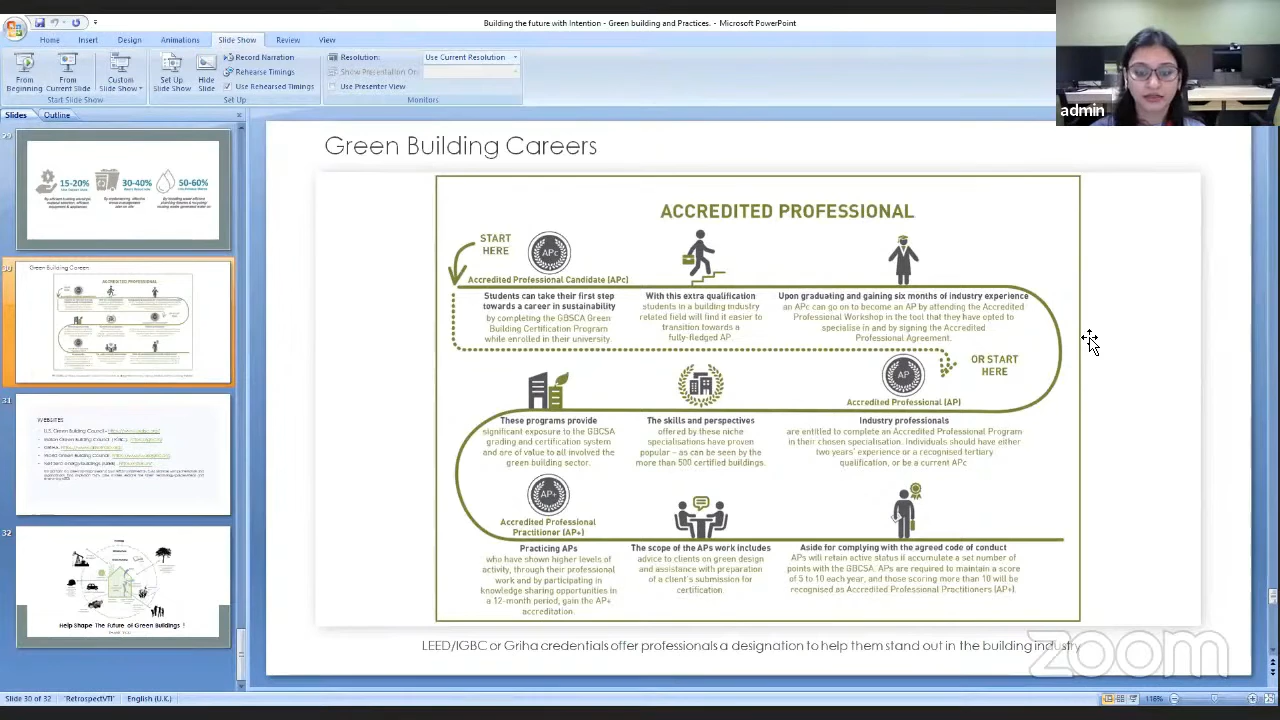 Building the future with Intention - Green building and Practices. - Microsoft PowerPoint
Home Insert Design Animations Slide Show Review View
From Beginning
From Current Slide
Custom Slide Show
Start Slide Show
Set Up Slide Show
Hide Slide
Record Narration
Rehearse Timings
Use Rehearsed Timings
Set Up
Resolution: Use Current Resolution
Show Presentation On:
Use Presenter View
Monitors
admin
Slides Outline
15-20%
30-40%
50-60%
30
Green Building Careers
ACCREDITED PROFESSIONAL
31
WEBSITES
32
Help Shape The Future of Green Buildings !
Green Building Careers
ACCREDITED PROFESSIONAL
START
HERE
APc
Accredited Professional Candidate (APc)
Students can take their first step
towards a career in sustainability
by completing the GBSCA Green
Building Certification Program
while enrolled in their university.
With this extra qualification
students in a building industry
related field will find it easier to
transition towards a
fully-fledged AP.
Upon graduating and gaining six months of industry experience
an APc can go on to become an AP by attending the Accredited
Professional Workshop in the tool that they have opted to
specialise in and by signing the Accredited
Professional Agreement.
OR START
HERE
AP
Accredited Professional (AP)
These programs provide
significant exposure to the GBCSA
grading and certification system
and are of value to all involved the
green building sector.
The skills and perspectives
offered by these niche
specialisations have proven
popular – as can be seen by the
more than 500 certified buildings.
Industry professionals
are entitled to complete an Accredited Professional Program
in their chosen specialisation. Individuals should have either
two years' experience or a recognised tertiary
qualification, or be a current APc.
AP+
Accredited Professional
Practitioner (AP+)
Practicing APs
who have shown higher levels of
activity, through their professional
work and by participating in
knowledge sharing opportunities in
a 12-month period, gain the AP+
accreditation.
The scope of the APs work includes
advice to clients on green design
and assistance with preparation
of a client's submission for
certification.
Aside for complying with the agreed code of conduct
APs will retain active status if accumulate a set number of
points with the GBCSA. APs are required to maintain a score
of 5 to 10 each year, and those scoring more than 10 will be
recognised as Accredited Professional Practitioners (AP+).
LEED/IGBC or Griha credentials offer professionals a designation to help them stand out in the building industry
zoom
Slide 30 of 32 "RetrospectVTI" English (U.K.)
116%